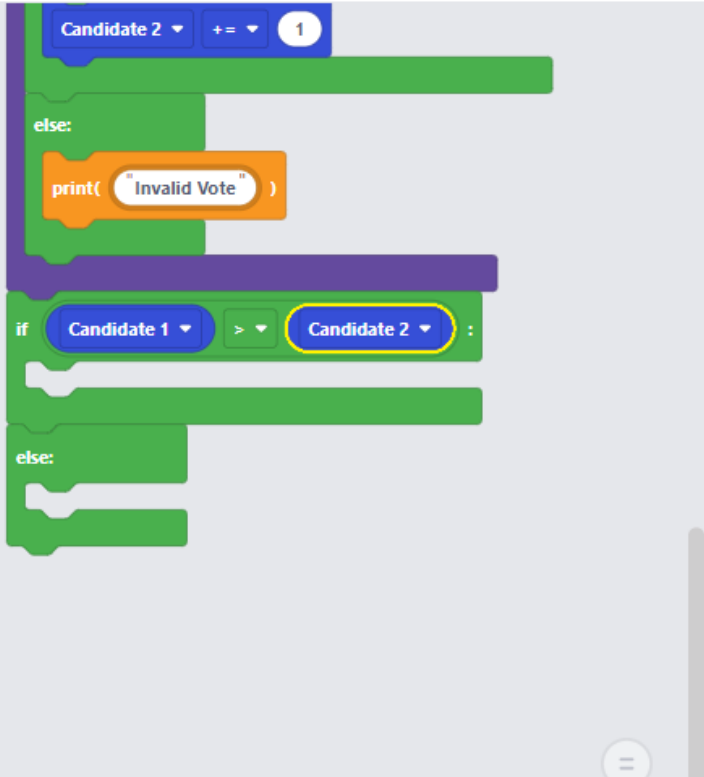 Candidate 2 += 1
else:
print( "Invalid Vote" )
if Candidate 1 > Candidate 2 :
else:
=